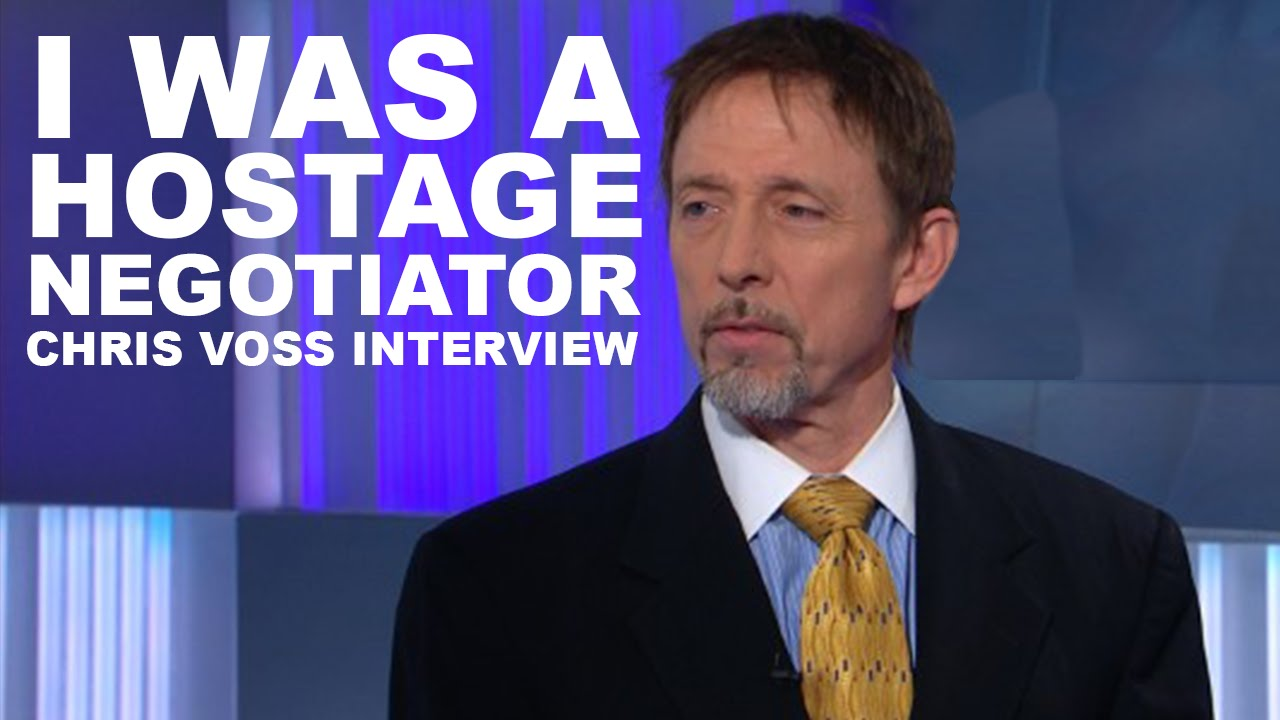 I WAS A
HOSTAGE
NEGOTIATOR
CHRIS VOSS INTERVIEW